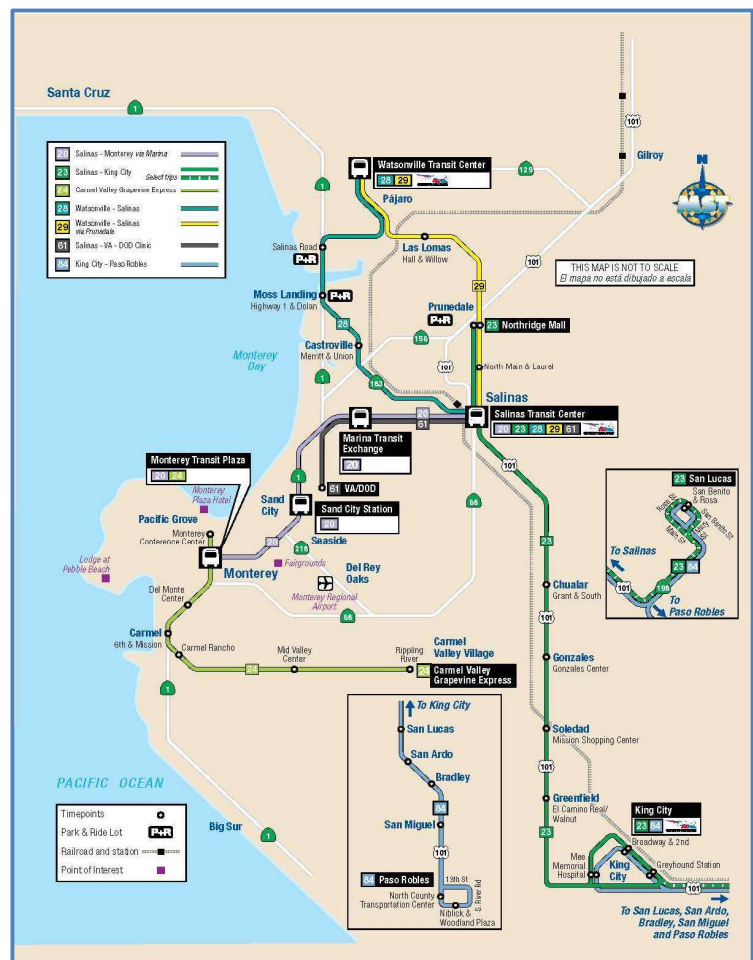 Santa Cruz
1
101
Gilroy
20 Salinas - Monterey via Marina
23 Salinas - King City
Select trips
24 Carmel Valley Grapevine Express
28 Watsonville - Salinas
29 Watsonville - Salinas
via Prunedale
61 Salinas - VA - DOD Clinic
84 King City - Paso Robles
Watsonville Transit Center
28 29
129
1
Pájaro
N
MST
Salinas Road
P+R
Las Lomas
Hall & Willow
101
THIS MAP IS NOT TO SCALE
El mapa no está dibujado a escala
Moss Landing
P+R
Highway 1 & Dolan
29
28
Prunedale
P+R
23 Northridge Mall
156
Castroville
Merritt & Union
Monterey
Day
101
North Main & Laurel
1
183
Salinas
Salinas Transit Center
20 23 28 29 61
20
61
Marina Transit
Exchange
20
101
Monterey Transit Plaza
20 24
1
61 VA/DOD
68
Monterey
Plaza Hotel
Sand
City
Sand City Station
20
Pacific Grove
Monterey
Conference Center
20
Seaside
218
23
Lodge at
Pebble Beach
Monterey
Fairgrounds
Del Rey
Oaks
Monterey Regional
Airport
68
Del Monte
Center
Chualar
Grant & South
101
Carmel
6th & Mission
Carmel Rancho
Mid Valley
Center
Rippling
River
Carmel
Valley Village
24
24 Carmel Valley
Grapevine Express
Gonzales
Gonzales Center
1
101
23 San Lucas
San Benito
& Rosa
Rosa St
San Benito St
Main St
To Salinas
23 84
198
To
Paso Robles
To King City
San Lucas
San Ardo
Bradley
84
San Miguel
101
84 Paso Robles
13th St
S. River Rd
North County
Transportation Center
Niblick &
Woodland Plaza
Soledad
Mission Shopping Center
101
Greenfield
El Camino Real/
Walnut
23
King City
23 84
Broadway & 2nd
Mee
Memorial
Hospital
King
City
Greyhound Station
101
101
To San Lucas, San Ardo,
Bradley, San Miguel
and Paso Robles
PACIFIC OCEAN
Timepoints
Park & Ride Lot P+R
Railroad and station
Point of Interest
Big Sur
1